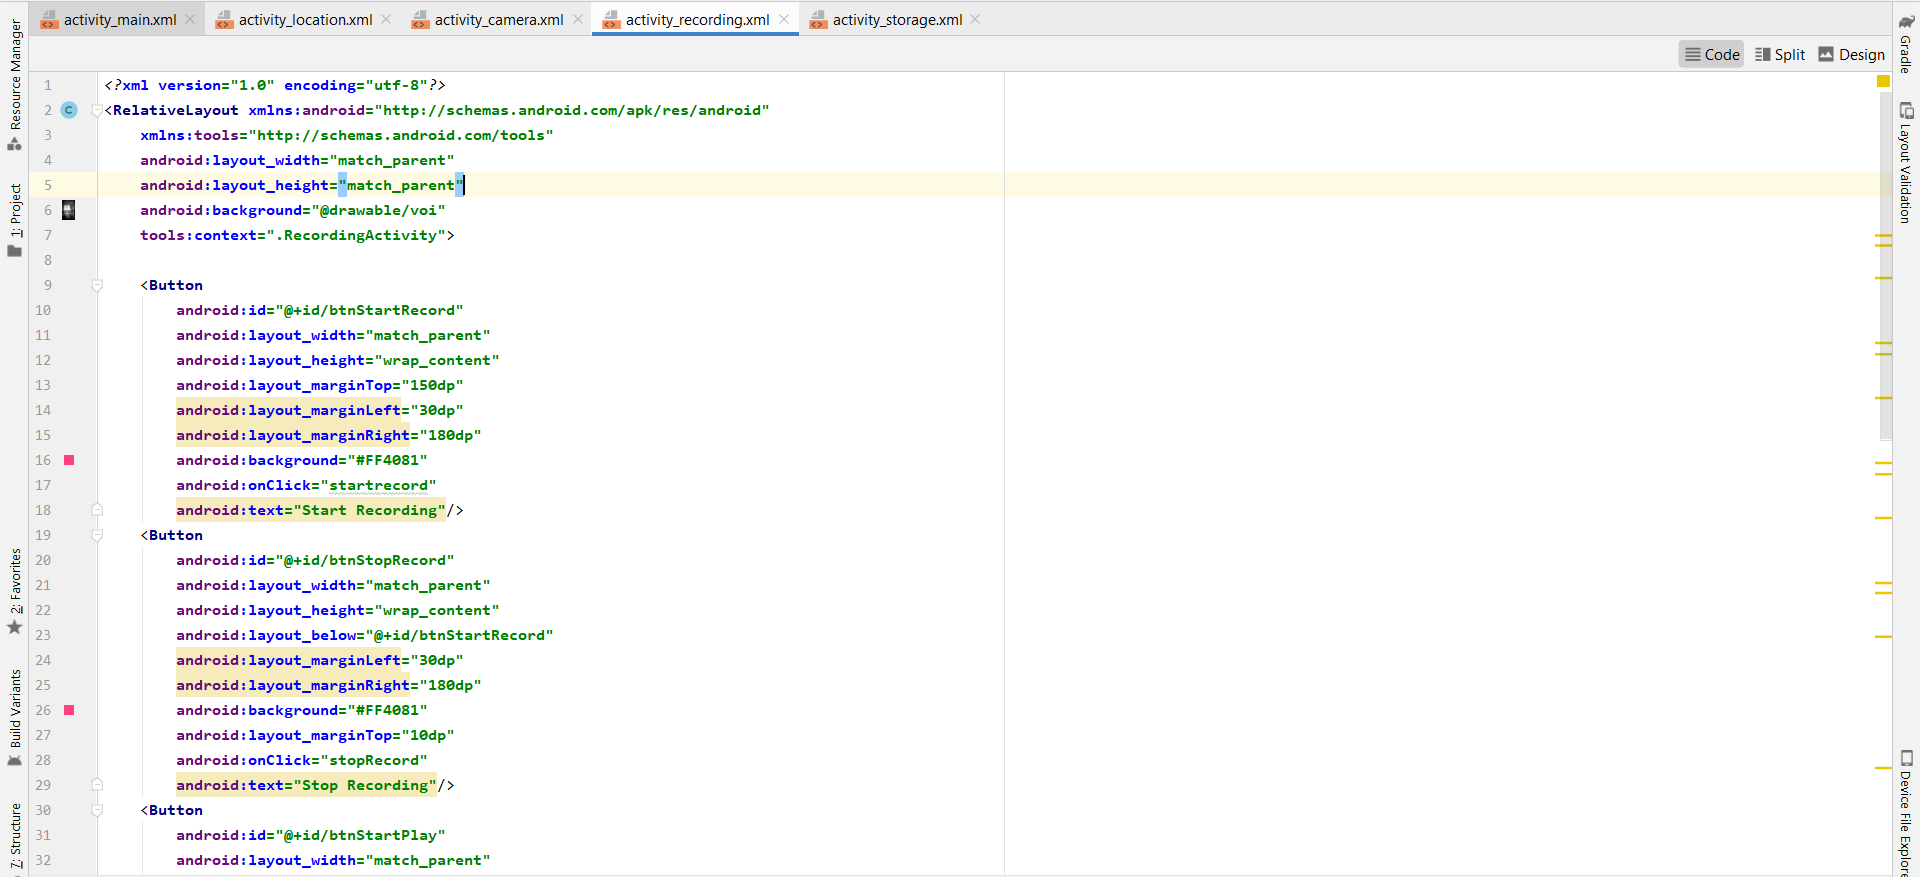 activity_main.xml activity_location.xml activity_camera.xml activity_recording.xml activity_storage.xml
Code Split Design
Resource Manager
1: Project
2: Favorites
Build Variants
7: Structure
1 <?xml version="1.0" encoding="utf-8"?>
2 C <RelativeLayout xmlns:android="http://schemas.android.com/apk/res/android"
3 xmlns:tools="http://schemas.android.com/tools"
4 android:layout_width="match_parent"
5 android:layout_height="match_parent"
6 android:background="@drawable/voi"
7 tools:context=".RecordingActivity">
8
9 <Button
10 android:id="@+id/btnStartRecord"
11 android:layout_width="match_parent"
12 android:layout_height="wrap_content"
13 android:layout_marginTop="150dp"
14 android:layout_marginLeft="30dp"
15 android:layout_marginRight="180dp"
16 android:background="#FF4081"
17 android:onClick="startrecord"
18 android:text="Start Recording"/>
19 <Button
20 android:id="@+id/btnStopRecord"
21 android:layout_width="match_parent"
22 android:layout_height="wrap_content"
23 android:layout_below="@+id/btnStartRecord"
24 android:layout_marginLeft="30dp"
25 android:layout_marginRight="180dp"
26 android:background="#FF4081"
27 android:layout_marginTop="10dp"
28 android:onClick="stopRecord"
29 android:text="Stop Recording"/>
30 <Button
31 android:id="@+id/btnStartPlay"
32 android:layout_width="match_parent"
Gradle
Layout Validation
Device File Explore